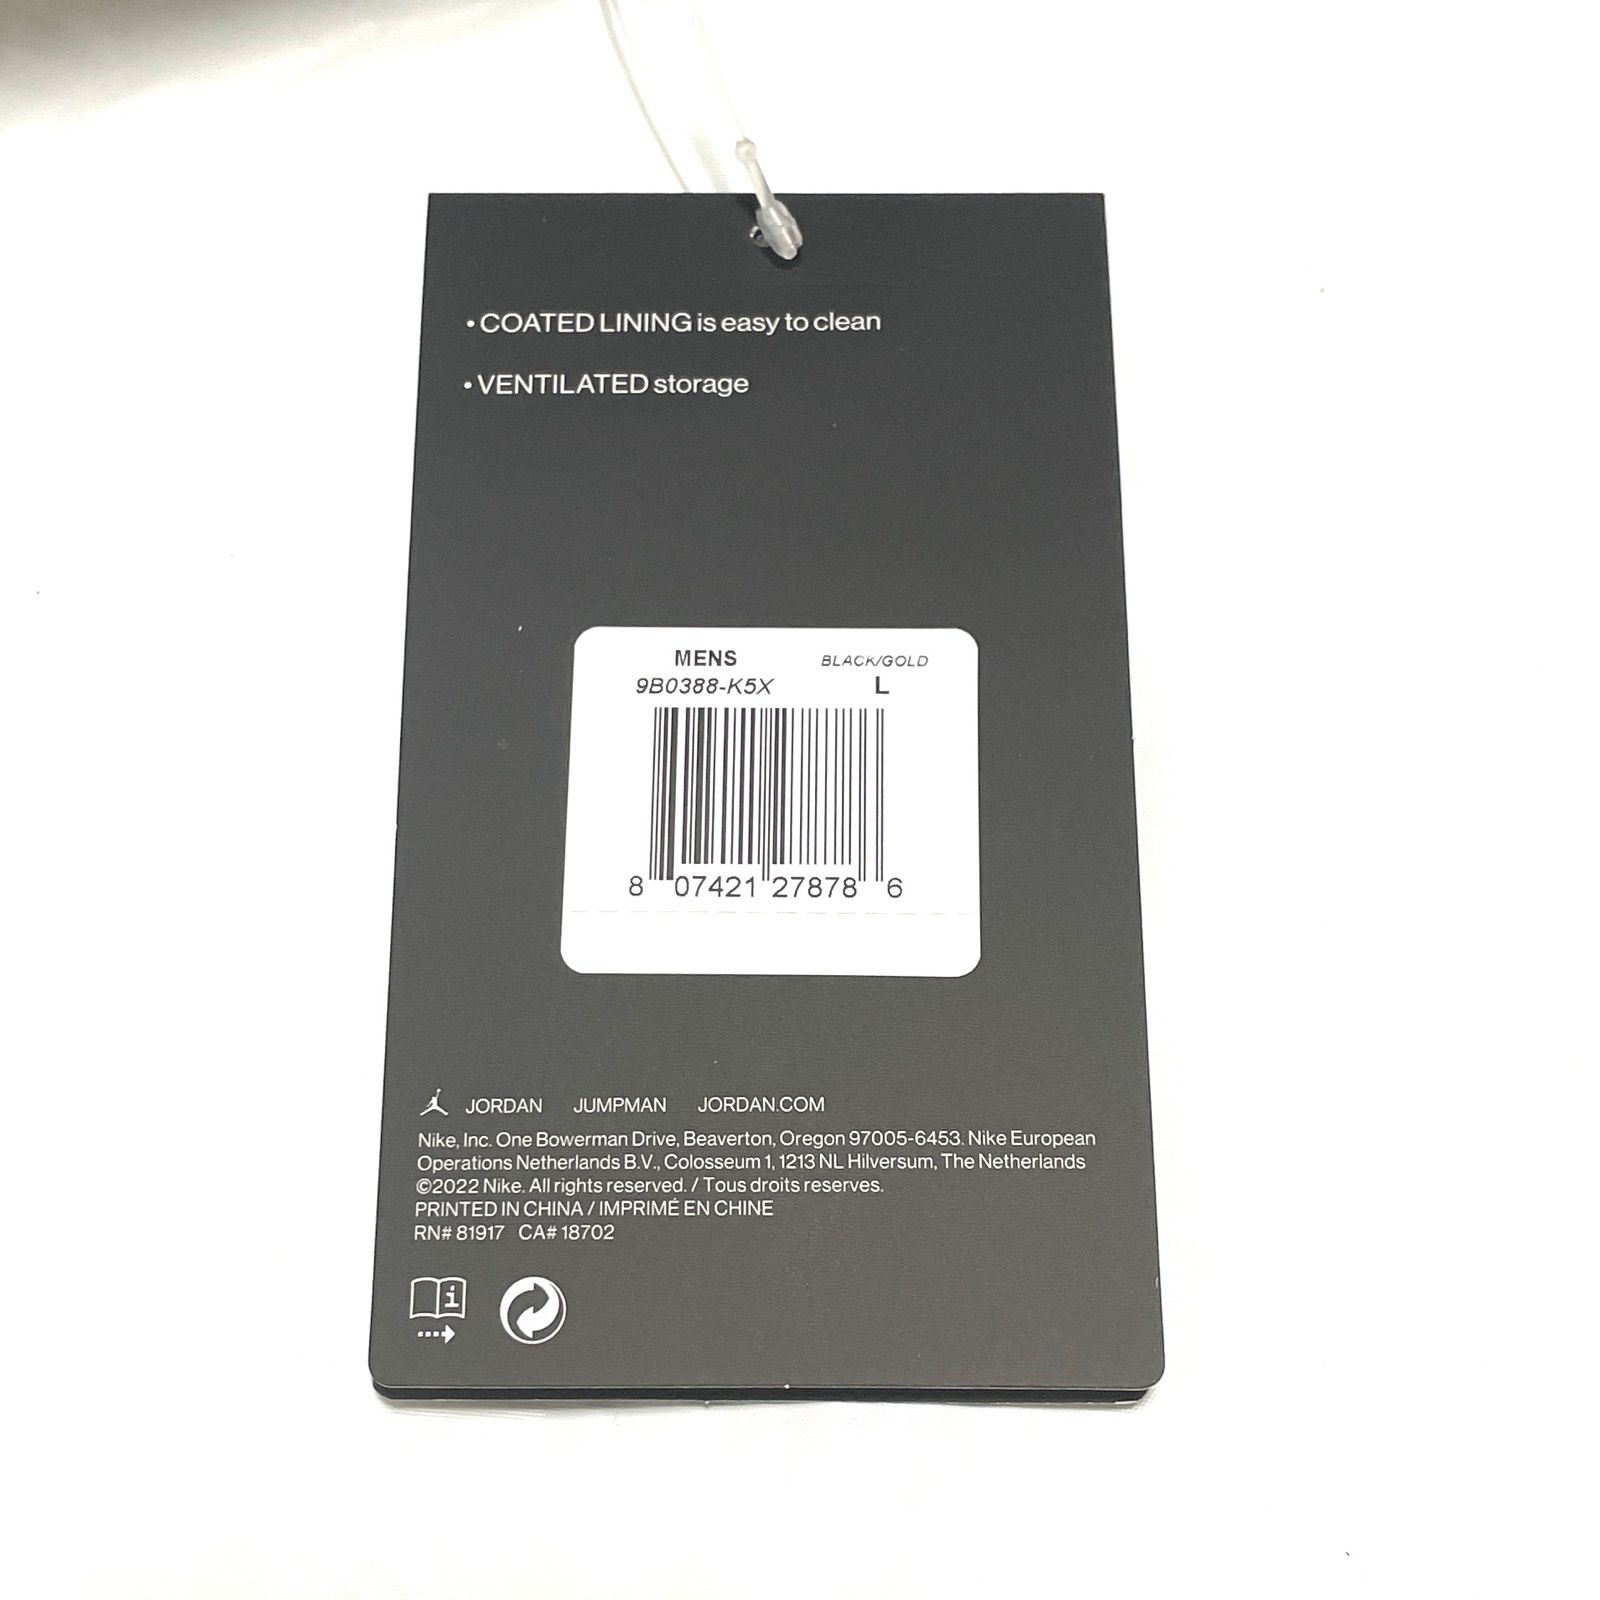 • COATED LINING is easy to clean
• VENTILATED storage
MENS BLACK/GOLD
9B0388-K5X L
8 07421 27878 6
JORDAN JUMPMAN JORDAN.COM
Nike, Inc. One Bowerman Drive, Beaverton, Oregon 97005-6453. Nike European
Operations Netherlands B.V., Colosseum 1, 1213 NL Hilversum, The Netherlands
©2022 Nike. All rights reserved. / Tous droits reserves.
PRINTED IN CHINA / IMPRIMÉ EN CHINE
RN# 81917 CA# 18702
i